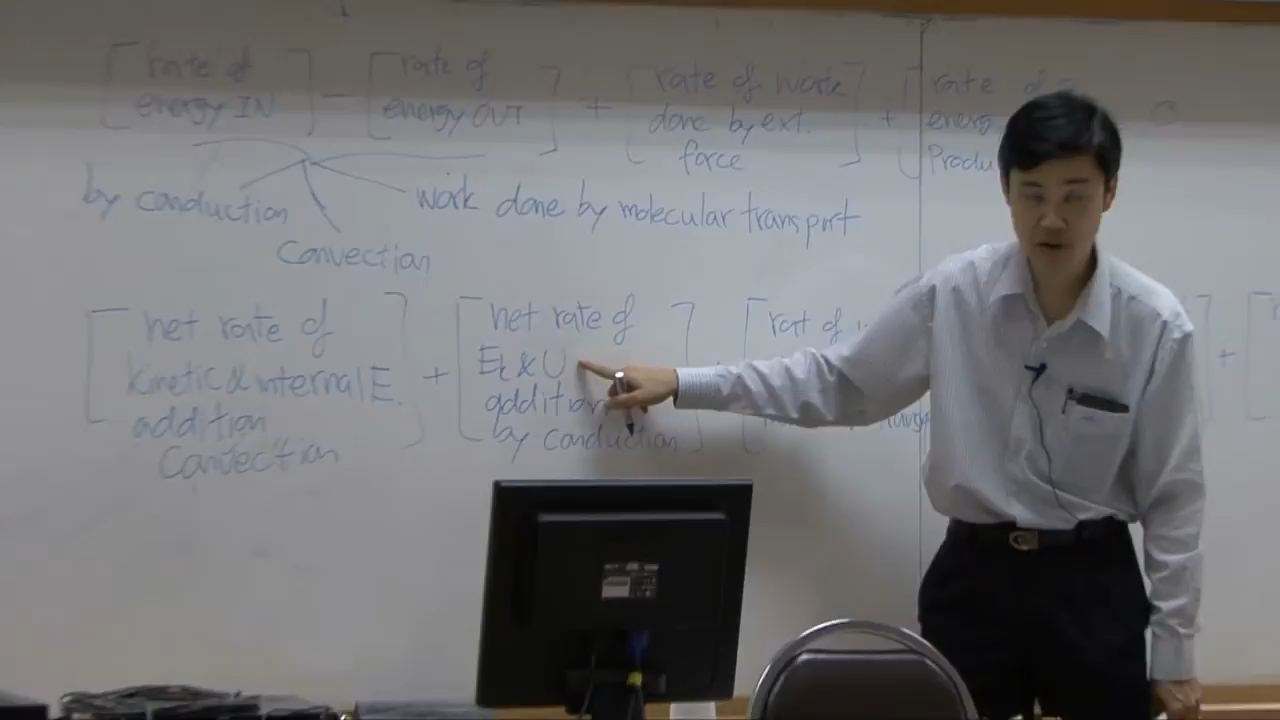 rate of
energy IN
rate of
energy OUT
rate of work
done by ext.
force
rate of
energ
Produ
by conduction
Convection
work done by molecular transport
net rate of
kinetic & internal E.
addition
Convection
net rate of
Ek & U
addition
by conduction
rat of